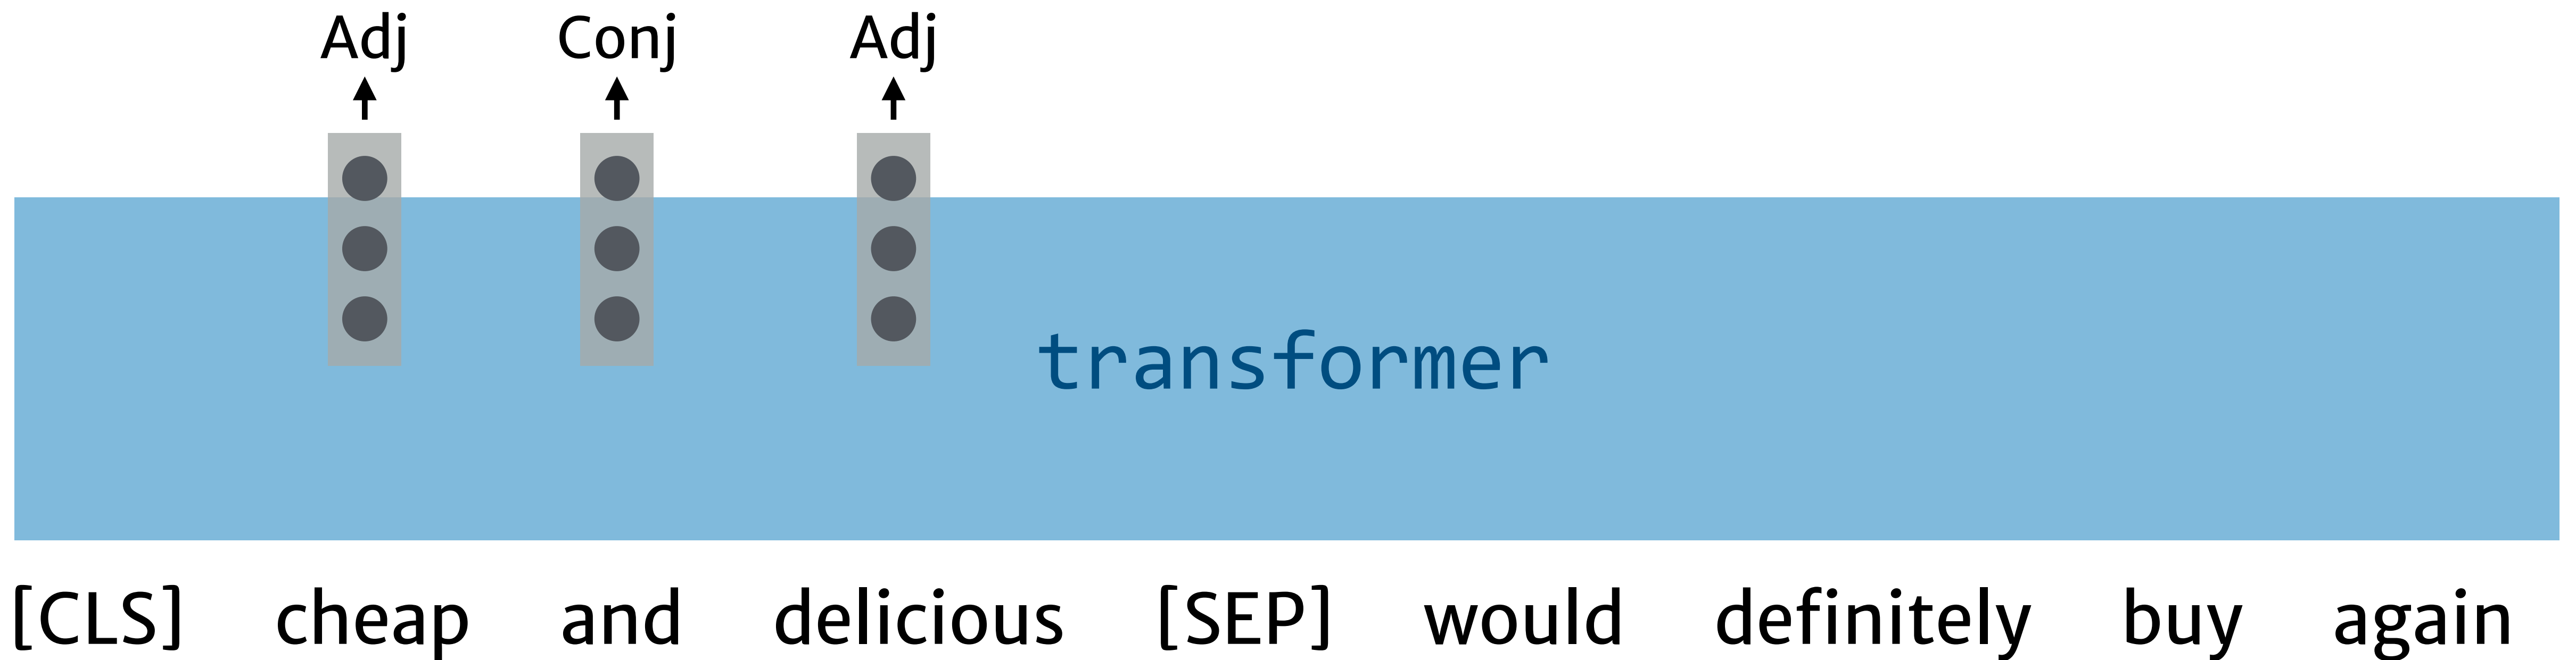 Adj Conj Adj
transformer
[CLS] cheap and delicious [SEP] would definitely buy again